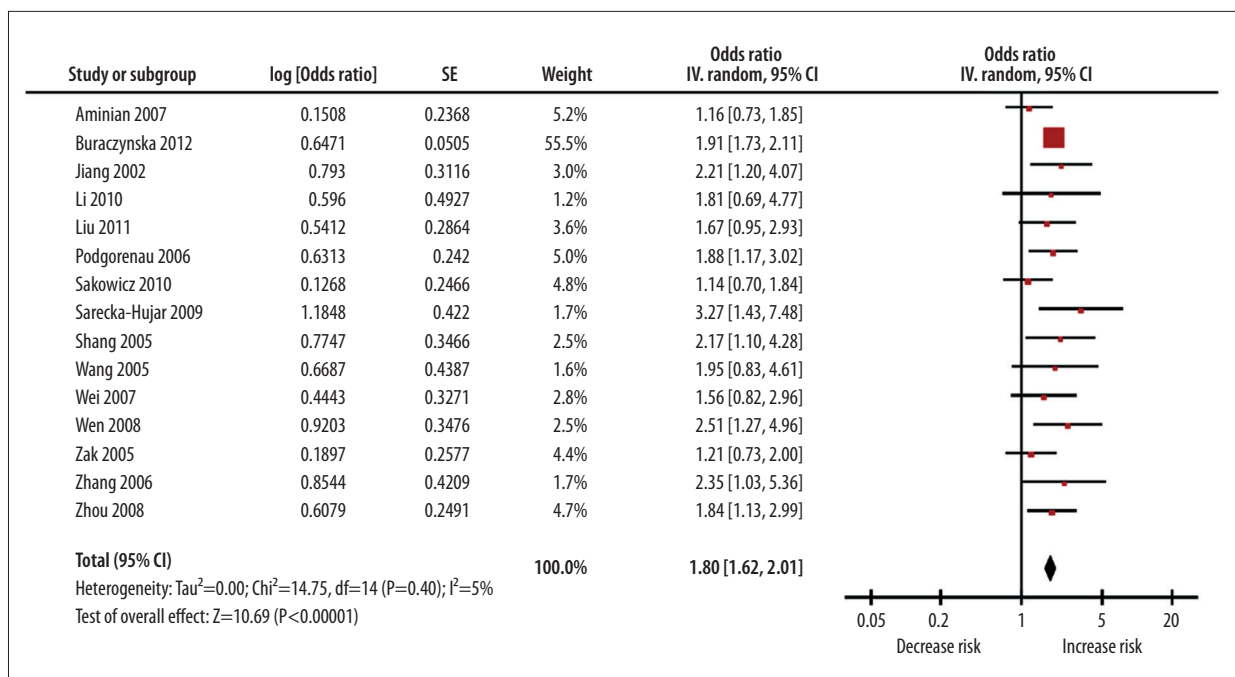 Odds ratio Odds ratio
Study or subgroup log [Odds ratio] SE Weight IV. random, 95% CI IV. random, 95% CI
Aminian 2007 0.1508 0.2368 5.2% 1.16 [0.73, 1.85]
Buraczynska 2012 0.6471 0.0505 55.5% 1.91 [1.73, 2.11]
Jiang 2002 0.793 0.3116 3.0% 2.21 [1.20, 4.07]
Li 2010 0.596 0.4927 1.2% 1.81 [0.69, 4.77]
Liu 2011 0.5412 0.2864 3.6% 1.67 [0.95, 2.93]
Podgorenau 2006 0.6313 0.242 5.0% 1.88 [1.17, 3.02]
Sakowicz 2010 0.1268 0.2466 4.8% 1.14 [0.70, 1.84]
Sarecka-Hujar 2009 1.1848 0.422 1.7% 3.27 [1.43, 7.48]
Shang 2005 0.7747 0.3466 2.5% 2.17 [1.10, 4.28]
Wang 2005 0.6687 0.4387 1.6% 1.95 [0.83, 4.61]
Wei 2007 0.4443 0.3271 2.8% 1.56 [0.82, 2.96]
Wen 2008 0.9203 0.3476 2.5% 2.51 [1.27, 4.96]
Zak 2005 0.1897 0.2577 4.4% 1.21 [0.73, 2.00]
Zhang 2006 0.8544 0.4209 1.7% 2.35 [1.03, 5.36]
Zhou 2008 0.6079 0.2491 4.7% 1.84 [1.13, 2.99]
Total (95% CI) 100.0% 1.80 [1.62, 2.01]
Heterogeneity: Tau²=0.00; Chi²=14.75, df=14 (P=0.40); I²=5%
Test of overall effect: Z=10.69 (P<0.00001)
0.05 0.2 1 5 20
Decrease risk Increase risk